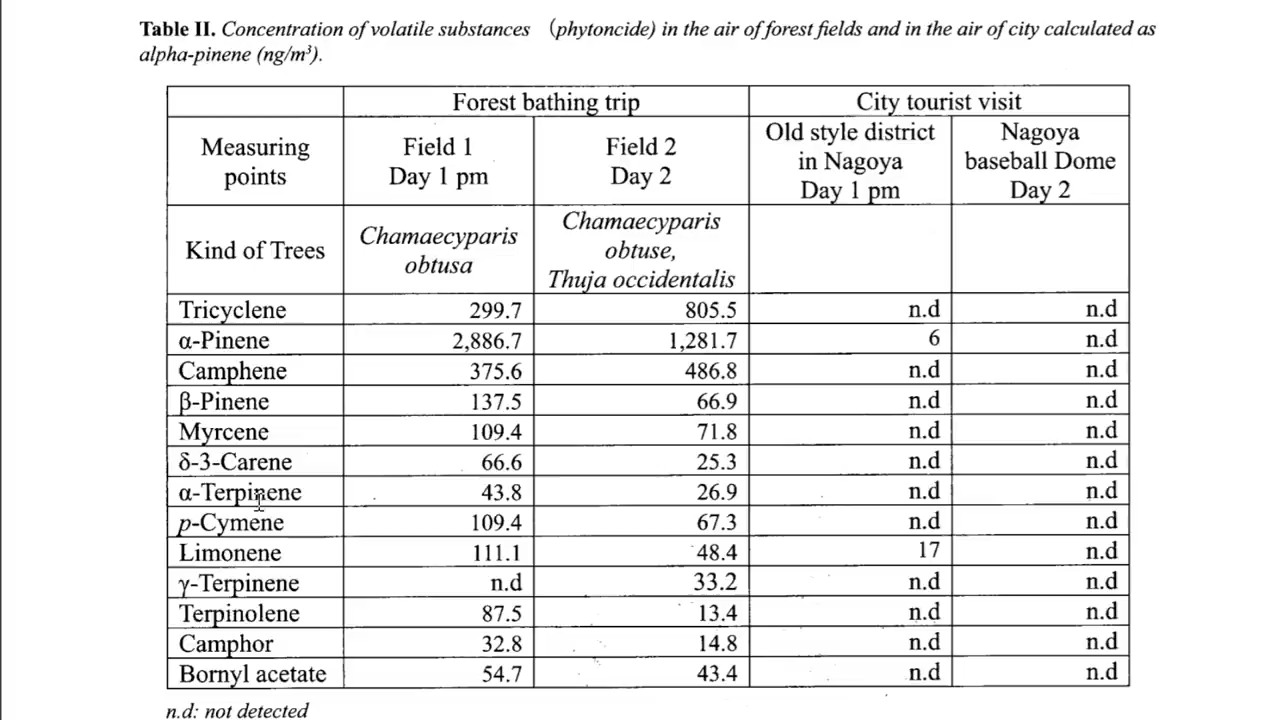 Table II. Concentration of volatile substances (phytoncide) in the air of forest fields and in the air of city calculated as
alpha-pinene (ng/m³).
Forest bathing trip City tourist visit
Measuring points Field 1 Day 1 pm Field 2 Day 2 Old style district in Nagoya Day 1 pm Nagoya baseball Dome Day 2
Kind of Trees Chamaecyparis obtusa Chamaecyparis obtuse, Thuja occidentalis
Tricyclene 299.7 805.5 n.d n.d
α-Pinene 2,886.7 1,281.7 6 n.d
Camphene 375.6 486.8 n.d n.d
β-Pinene 137.5 66.9 n.d n.d
Myrcene 109.4 71.8 n.d n.d
δ-3-Carene 66.6 25.3 n.d n.d
α-Terpinene 43.8 26.9 n.d n.d
p-Cymene 109.4 67.3 n.d n.d
Limonene 111.1 48.4 17 n.d
γ-Terpinene n.d 33.2 n.d n.d
Terpinolene 87.5 13.4 n.d n.d
Camphor 32.8 14.8 n.d n.d
Bornyl acetate 54.7 43.4 n.d n.d
n.d: not detected